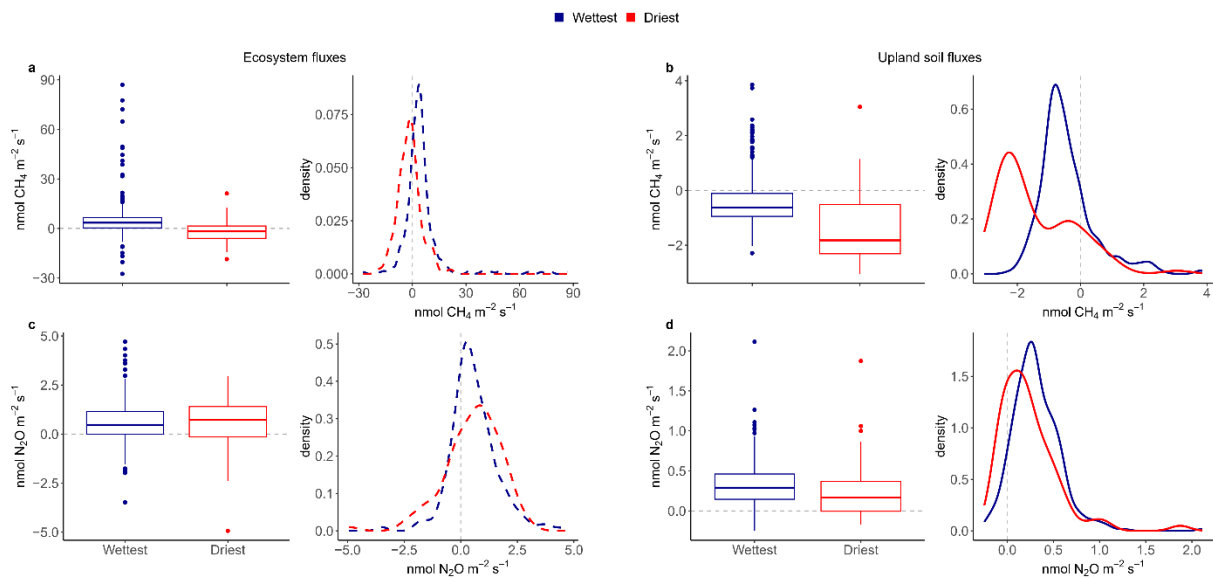 Wettest Driest
Ecosystem fluxes
Upland soil fluxes
a
90
60
30
0
−30
nmol CH₄ m⁻² s⁻¹
0.075
0.050
0.025
0.000
density
−30 0 30 60 90
nmol CH₄ m⁻² s⁻¹
b
4
2
0
−2
nmol CH₄ m⁻² s⁻¹
0.6
0.4
0.2
0.0
density
−2 0 2 4
nmol CH₄ m⁻² s⁻¹
c
5.0
2.5
0.0
−2.5
−5.0
nmol N₂O m⁻² s⁻¹
Wettest Driest
0.5
0.4
0.3
0.2
0.1
0.0
density
−5.0 −2.5 0.0 2.5 5.0
nmol N₂O m⁻² s⁻¹
d
2.0
1.5
1.0
0.5
0.0
nmol N₂O m⁻² s⁻¹
Wettest Driest
1.5
1.0
0.5
0.0
density
0.0 0.5 1.0 1.5 2.0
nmol N₂O m⁻² s⁻¹